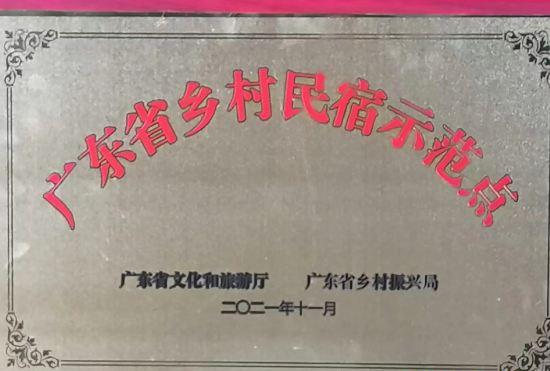 广东省乡村民宿示范点
广东省文化和旅游厅 广东省乡村振兴局
二〇二一年十一月